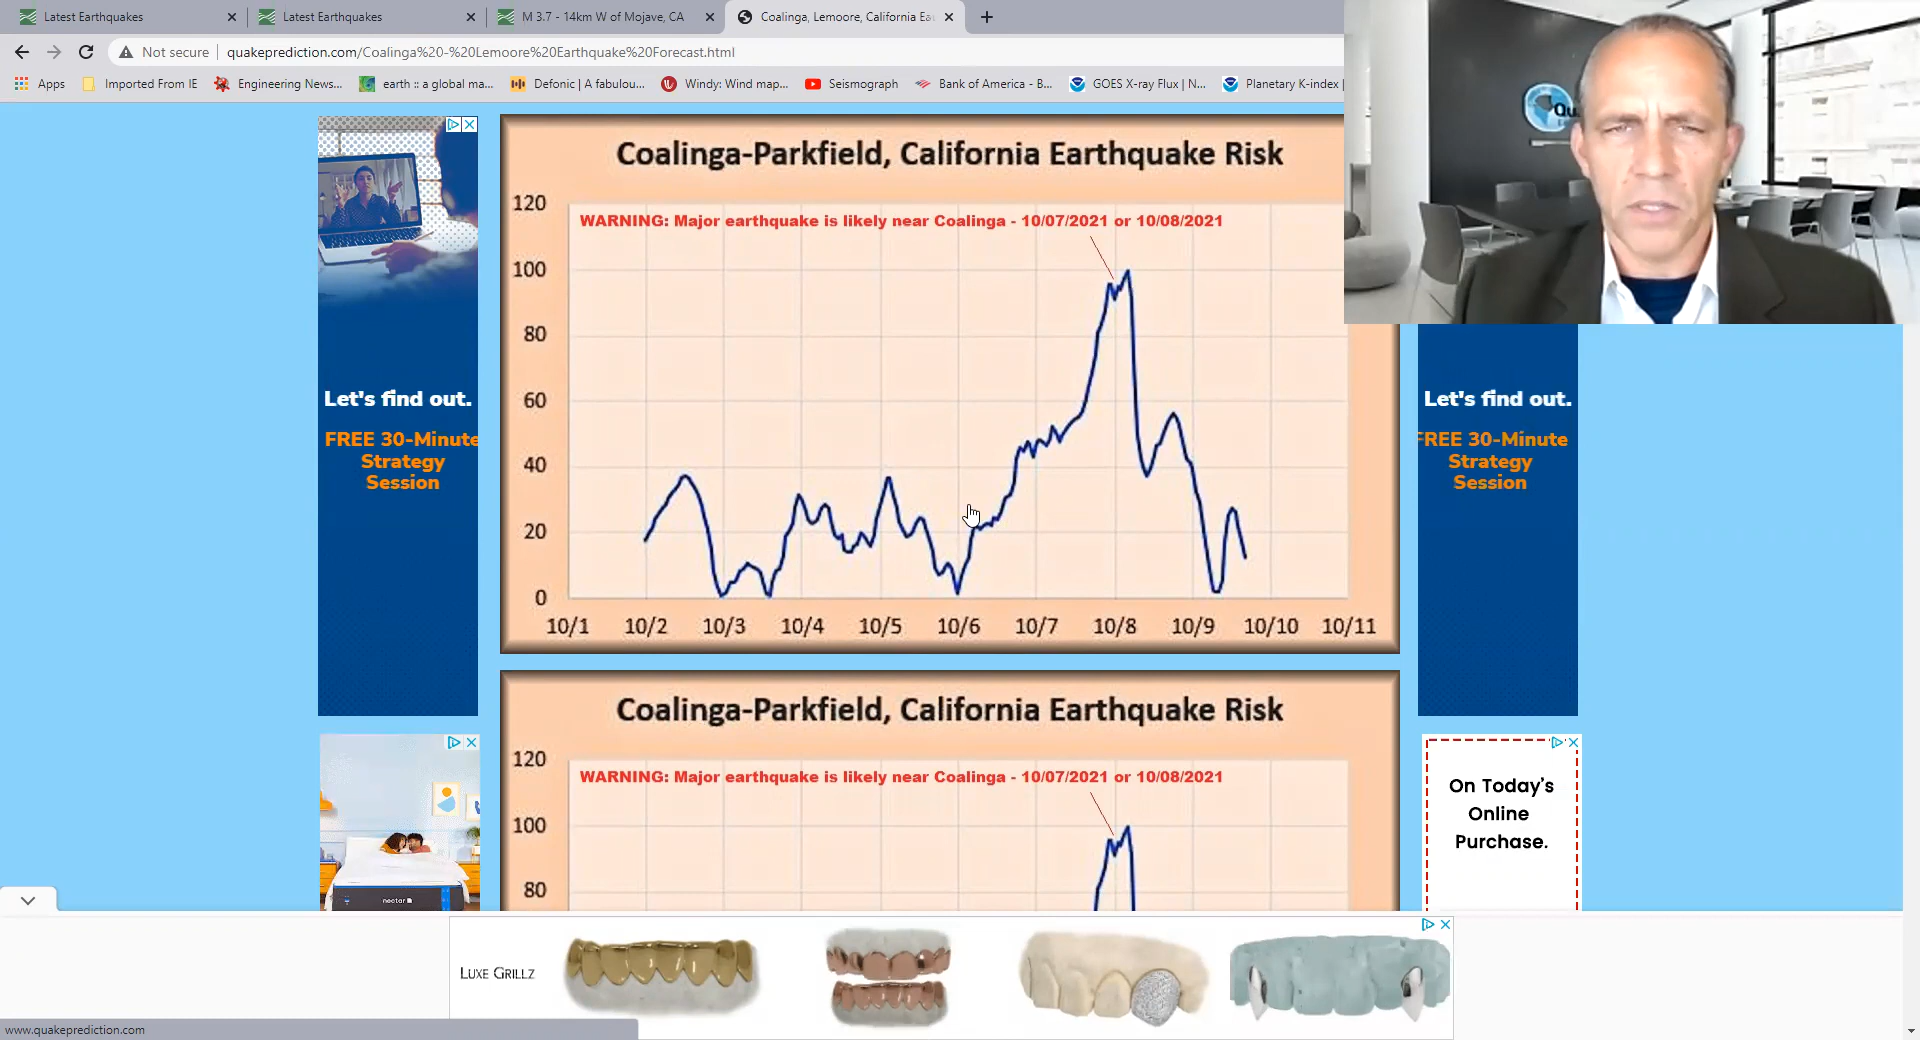 Latest Earthquakes
Latest Earthquakes
M 3.7 - 14km W of Mojave, CA
Coalinga, Lemoore, California Ea
Not secure
quakeprediction.com/Coalinga%20-%20Lemoore%20Earthquake%20Forecast.html
Apps
Imported From IE
Engineering News...
earth :: a global ma...
Defonic | A fabulou...
Windy: Wind map...
Seismograph
Bank of America - B...
GOES X-ray Flux | N...
Planetary K-index
Qu
Let's find out.
FREE 30-Minute
Strategy
Session
Coalinga-Parkfield, California Earthquake Risk
WARNING: Major earthquake is likely near Coalinga - 10/07/2021 or 10/08/2021
120
100
80
60
40
20
0
10/1 10/2 10/3 10/4 10/5 10/6 10/7 10/8 10/9 10/10 10/11
Let's find out.
FREE 30-Minute
Strategy
Session
nectar
Coalinga-Parkfield, California Earthquake Risk
WARNING: Major earthquake is likely near Coalinga - 10/07/2021 or 10/08/2021
120
100
80
On Today's
Online
Purchase.
LUXE GRILLZ
www.quakeprediction.com